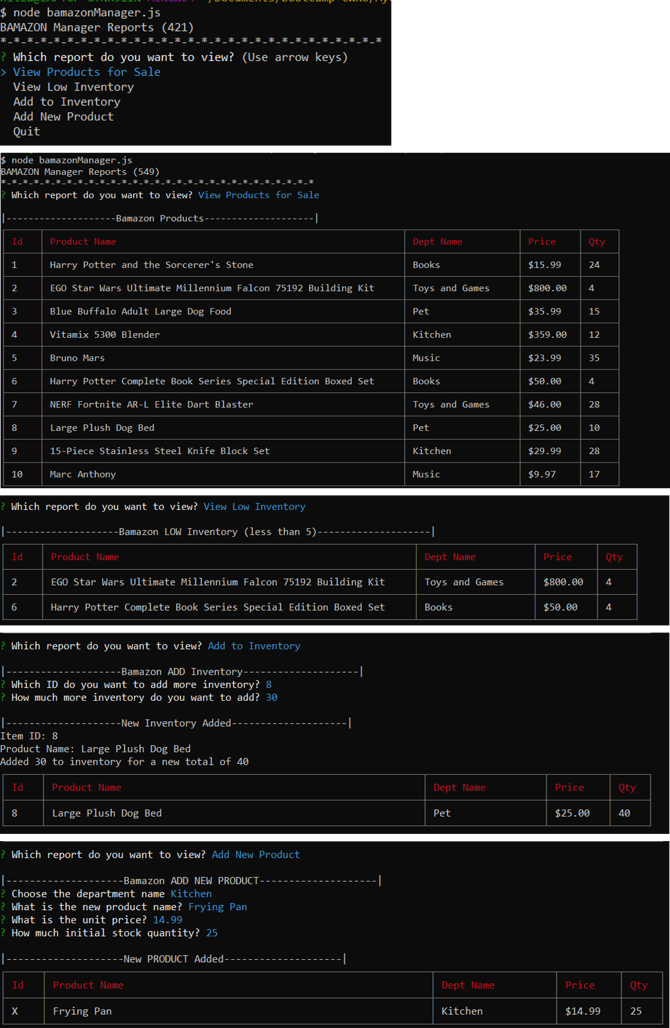 $ node bamazonManager.js
BAMAZON Manager Reports (421)
*-*-*-*-*-*-*-*-*-*-*-*-*-*-*-*-*-*-*-*-*-*-*-*-*-*-*-*
? Which report do you want to view? (Use arrow keys)
> View Products for Sale
View Low Inventory
Add to Inventory
Add New Product
Quit
$ node bamazonManager.js
BAMAZON Manager Reports (549)
*-*-*-*-*-*-*-*-*-*-*-*-*-*-*-*-*-*-*-*-*-*-*-*-*-*-*-*
? Which report do you want to view? View Products for Sale
|-------------------Bamazon Products-------------------|
Id Product Name Dept Name Price Qty
1 Harry Potter and the Sorcerer's Stone Books $15.99 24
2 EGO Star Wars Ultimate Millennium Falcon 75192 Building Kit Toys and Games $800.00 4
3 Blue Buffalo Adult Large Dog Food Pet $35.99 15
4 Vitamix 5300 Blender Kitchen $359.00 12
5 Bruno Mars Music $23.99 35
6 Harry Potter Complete Book Series Special Edition Boxed Set Books $50.00 4
7 NERF Fortnite AR-L Elite Dart Blaster Toys and Games $46.00 28
8 Large Plush Dog Bed Pet $25.00 10
9 15-Piece Stainless Steel Knife Block Set Kitchen $29.99 28
10 Marc Anthony Music $9.97 17
? Which report do you want to view? View Low Inventory
|-------------------Bamazon LOW Inventory (less than 5)-------------------|
Id Product Name Dept Name Price Qty
2 EGO Star Wars Ultimate Millennium Falcon 75192 Building Kit Toys and Games $800.00 4
6 Harry Potter Complete Book Series Special Edition Boxed Set Books $50.00 4
? Which report do you want to view? Add to Inventory
|-------------------Bamazon ADD Inventory-------------------|
? Which ID do you want to add more inventory? 8
? How much more inventory do you want to add? 30
|-------------------New Inventory Added-------------------|
Item ID: 8
Product Name: Large Plush Dog Bed
Added 30 to inventory for a new total of 40
Id Product Name Dept Name Price Qty
8 Large Plush Dog Bed Pet $25.00 40
? Which report do you want to view? Add New Product
|-------------------Bamazon ADD NEW PRODUCT-------------------|
? Choose the department name Kitchen
? What is the new product name? Frying Pan
? What is the unit price? 14.99
? How much initial stock quantity? 25
|-------------------New PRODUCT Added-------------------|
Id Product Name Dept Name Price Qty
X Frying Pan Kitchen $14.99 25